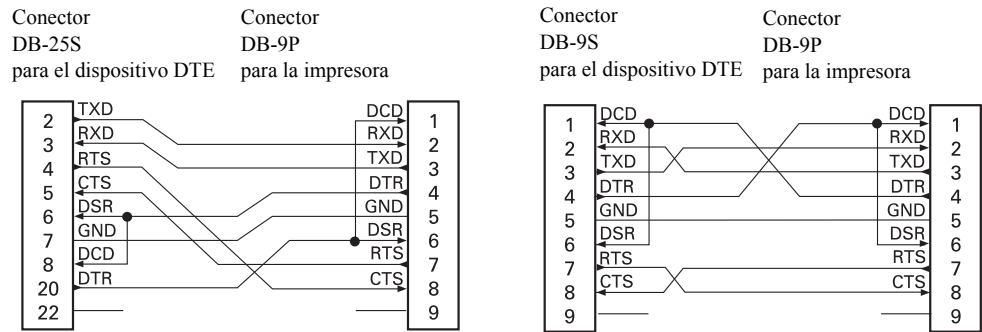 Conector
DB-25S
para el dispositivo DTE
Conector
DB-9P
para la impresora
2 TXD
3 RXD
4 RTS
5 CTS
6 DSR
7 GND
8 DCD
20 DTR
22
DCD 1
RXD 2
TXD 3
DTR 4
GND 5
DSR 6
RTS 7
CTS 8
9
Conector
DB-9S
para el dispositivo DTE
Conector
DB-9P
para la impresora
1 DCD
2 RXD
3 TXD
4 DTR
5 GND
6 DSR
7 RTS
8 CTS
9
DCD 1
RXD 2
TXD 3
DTR 4
GND 5
DSR 6
RTS 7
CTS 8
9